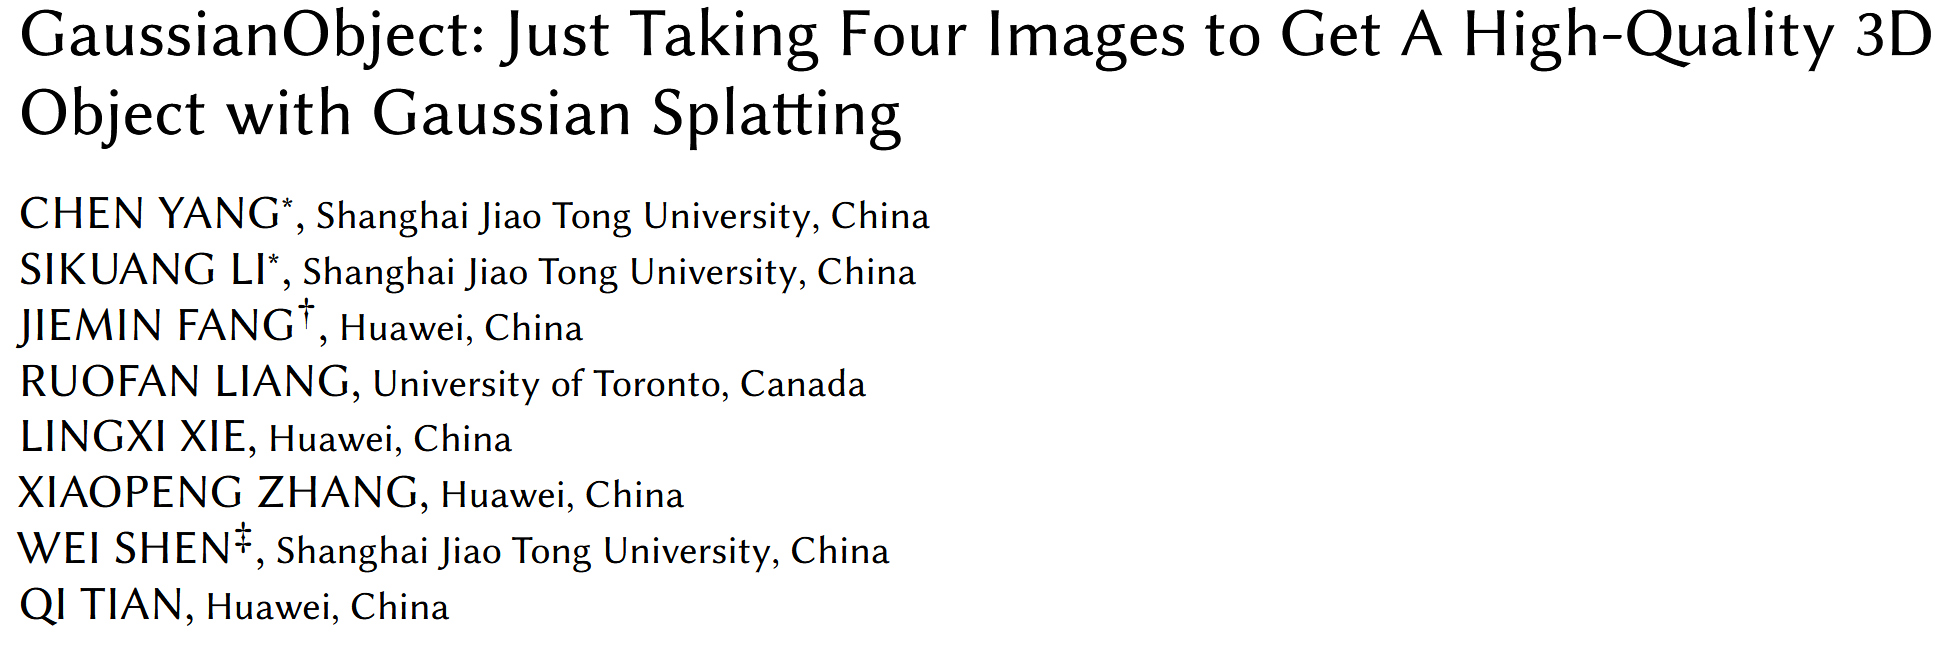 GaussianObject: Just Taking Four Images to Get A High-Quality 3D
Object with Gaussian Splatting
CHEN YANG*, Shanghai Jiao Tong University, China
SIKUANG LI*, Shanghai Jiao Tong University, China
JIEMIN FANG†, Huawei, China
RUOFAN LIANG, University of Toronto, Canada
LINGXI XIE, Huawei, China
XIAOPENG ZHANG, Huawei, China
WEI SHEN‡, Shanghai Jiao Tong University, China
QI TIAN, Huawei, China